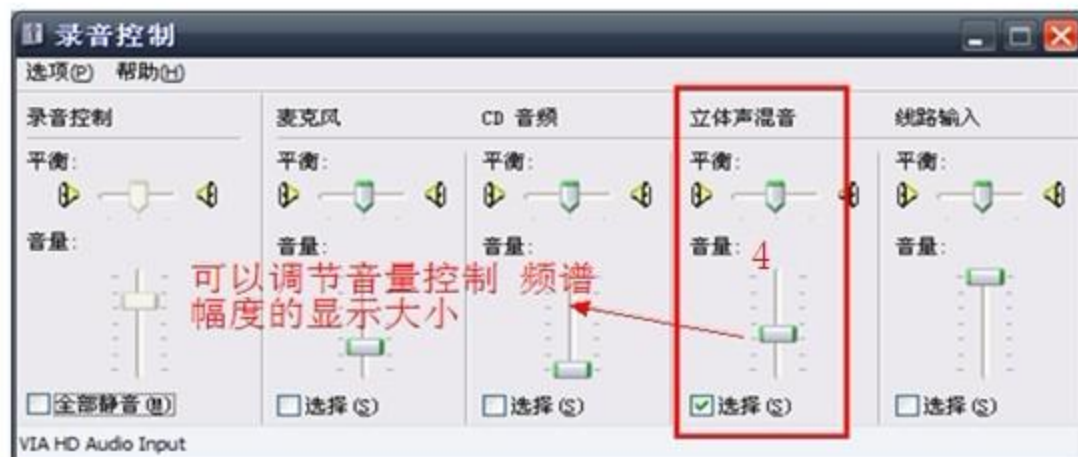 录音控制
选项(P) 帮助(H)
录音控制 麦克风 CD 音频 立体声混音 线路输入
平衡: 平衡: 平衡: 平衡: 平衡:
音量: 音量: 音量: 音量: 4 音量:
可以调节音量控制 频谱
幅度的显示大小
全部静音(M) 选择(S) 选择(S) 选择(S) 选择(S)
VIA HD Audio Input